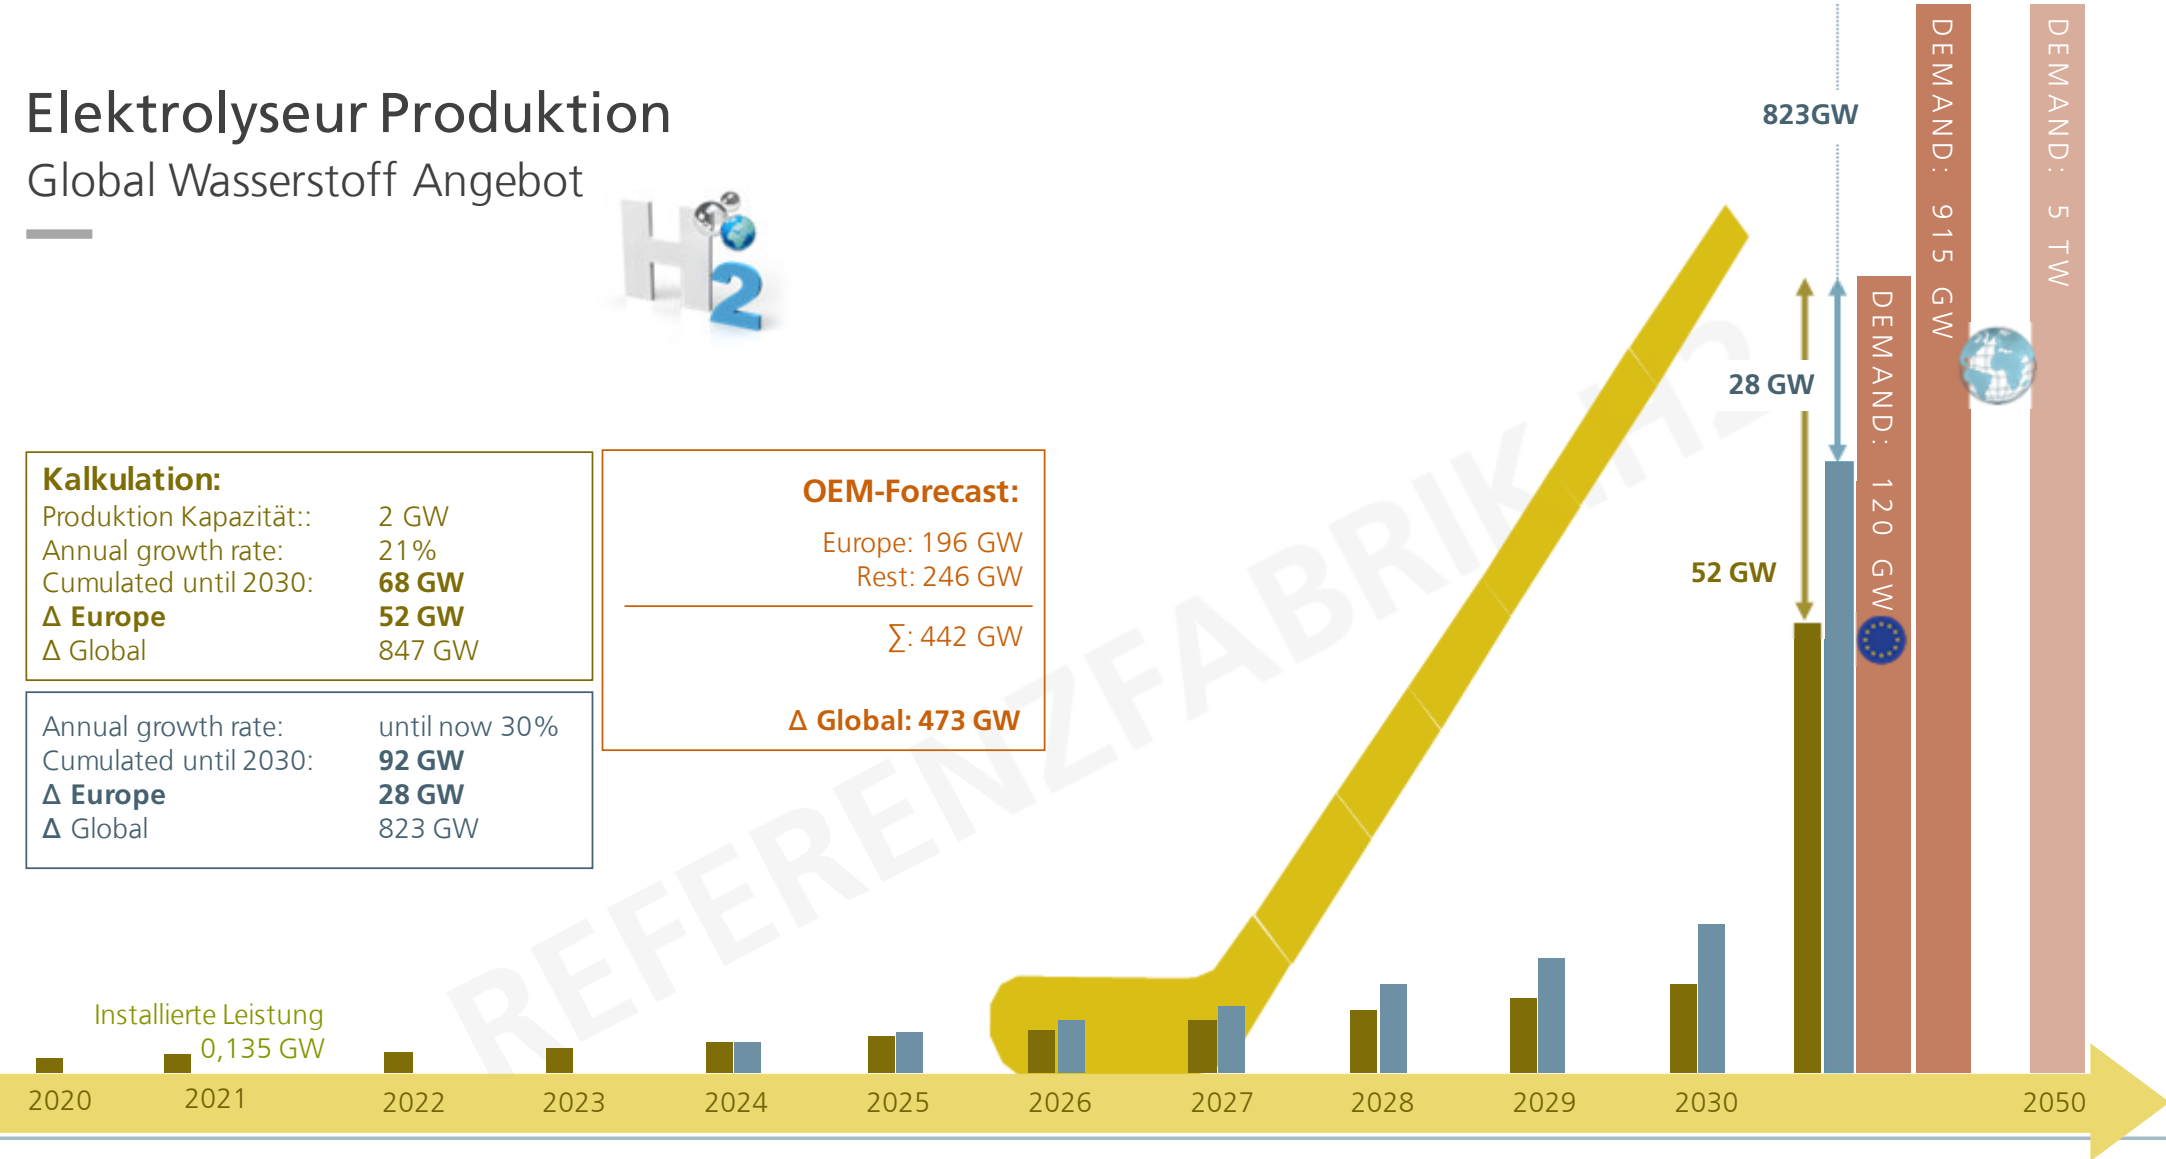 Elektrolyseur Produktion
Global Wasserstoff Angebot
H2
Kalkulation:
Produktion Kapazität:: 2 GW
Annual growth rate: 21%
Cumulated until 2030: 68 GW
Δ Europe 52 GW
Δ Global 847 GW
Annual growth rate: until now 30%
Cumulated until 2030: 92 GW
Δ Europe 28 GW
Δ Global 823 GW
OEM-Forecast:
Europe: 196 GW
Rest: 246 GW
∑: 442 GW
Δ Global: 473 GW
Installierte Leistung
0,135 GW
823GW
28 GW
52 GW
DEMAND: 120 GW
DEMAND: 915 GW
DEMAND: 5 TW
REFERENZFABRIK.H2
2020
2021
2022
2023
2024
2025
2026
2027
2028
2029
2030
2050